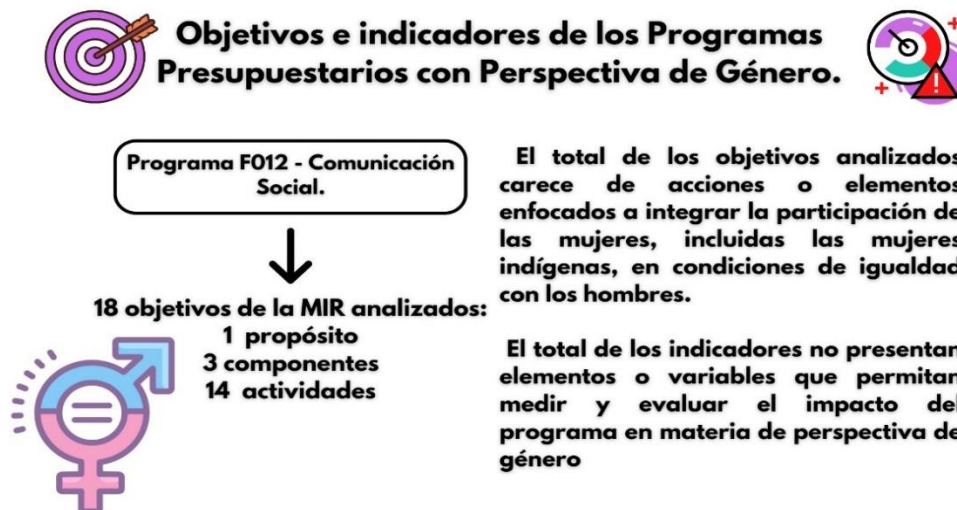 Objetivos e indicadores de los Programas
Presupuestarios con Perspectiva de Género.
Programa F012 - Comunicación
Social.
18 objetivos de la MIR analizados:
1 propósito
3 componentes
14 actividades
El total de los objetivos analizados
carece de acciones o elementos
enfocados a integrar la participación de
las mujeres, incluidas las mujeres
indígenas, en condiciones de igualdad
con los hombres.
El total de los indicadores no presentan
elementos o variables que permitan
medir y evaluar el impacto del
programa en materia de perspectiva de
género